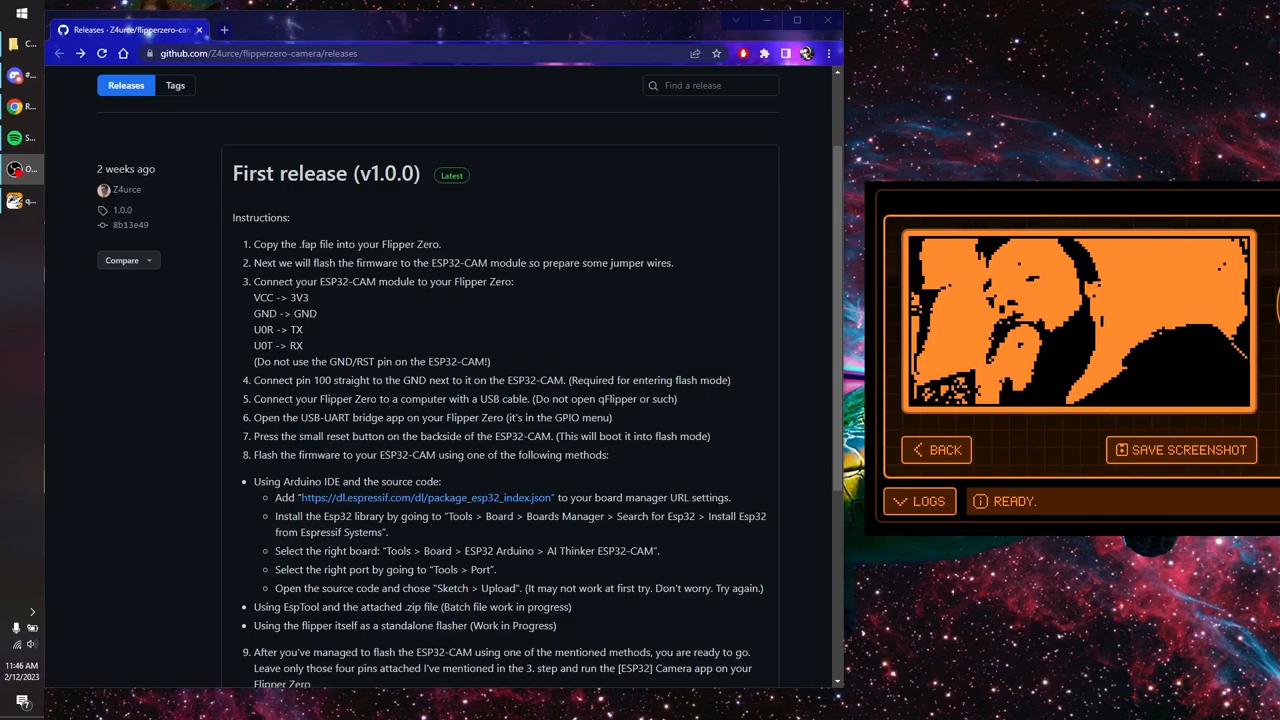 Releases · Z4urce/flipperzero-ca
github.com/Z4urce/flipperzero-camera/releases
Releases
Tags
Find a release
2 weeks ago
Z4urce
1.0.0
8b13e49
Compare
First release (v1.0.0)
Latest
Instructions:
1. Copy the .fap file into your Flipper Zero.
2. Next we will flash the firmware to the ESP32-CAM module so prepare some jumper wires.
3. Connect your ESP32-CAM module to your Flipper Zero:
VCC -> 3V3
GND -> GND
U0R -> TX
U0T -> RX
(Do not use the GND/RST pin on the ESP32-CAM!)
4. Connect pin 100 straight to the GND next to it on the ESP32-CAM. (Required for entering flash mode)
5. Connect your Flipper Zero to a computer with a USB cable. (Do not open qFlipper or such)
6. Open the USB-UART bridge app on your Flipper Zero (it's in the GPIO menu)
7. Press the small reset button on the backside of the ESP32-CAM. (This will boot it into flash mode)
8. Flash the firmware to your ESP32-CAM using one of the following methods:
• Using Arduino IDE and the source code:
○ Add "https://dl.espressif.com/dl/package_esp32_index.json" to your board manager URL settings.
○ Install the Esp32 library by going to "Tools > Board > Boards Manager > Search for Esp32 > Install Esp32
from Espressif Systems".
○ Select the right board: "Tools > Board > ESP32 Arduino > AI Thinker ESP32-CAM".
○ Select the right port by going to "Tools > Port".
○ Open the source code and chose "Sketch > Upload". (It may not work at first try. Don't worry. Try again.)
• Using EspTool and the attached .zip file (Batch file work in progress)
• Using the flipper itself as a standalone flasher (Work in Progress)
9. After you've managed to flash the ESP32-CAM using one of the mentioned methods, you are ready to go.
Leave only those four pins attached I've mentioned in the 3. step and run the [ESP32] Camera app on your
Flipper Zero
BACK
SAVE SCREENSHOT
LOGS
READY.
C...
R...
S...
O...
q...
11:46 AM
2/12/2023